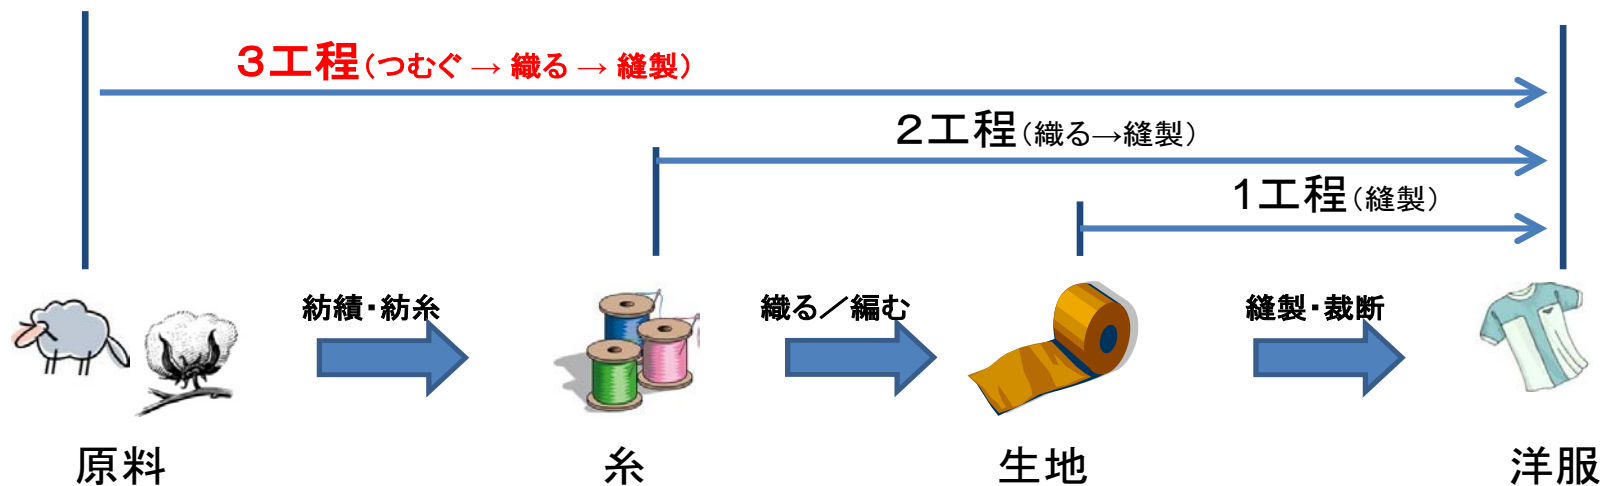 ３工程（つむぐ → 織る → 縫製）
２工程（織る→縫製）
１工程（縫製）
紡績・紡糸
織る／編む
縫製・裁断
原料
糸
生地
洋服